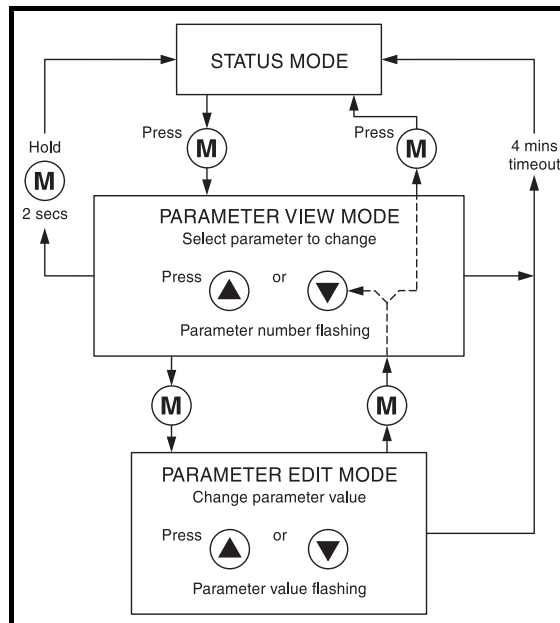 STATUS MODE
Hold
M
2 secs
Press
M
Press
M
4 mins
timeout
PARAMETER VIEW MODE
Select parameter to change
Press or
Parameter number flashing
M
M
PARAMETER EDIT MODE
Change parameter value
Press or
Parameter value flashing